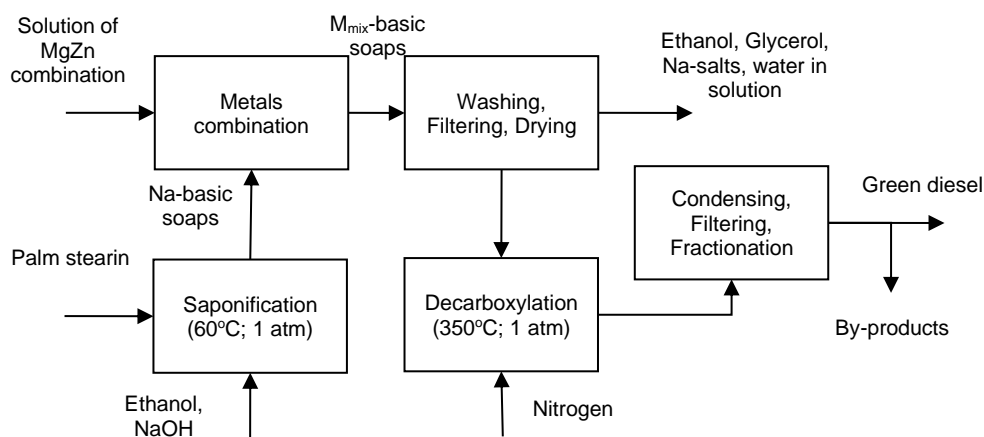 Solution of
MgZn
combination
Metals
combination
Mmix-basic
soaps
Washing,
Filtering, Drying
Ethanol, Glycerol,
Na-salts, water in
solution
Na-basic
soaps
Palm stearin
Saponification
(60°C; 1 atm)
Ethanol,
NaOH
Decarboxylation
(350°C; 1 atm)
Nitrogen
Condensing,
Filtering,
Fractionation
Green diesel
By-products